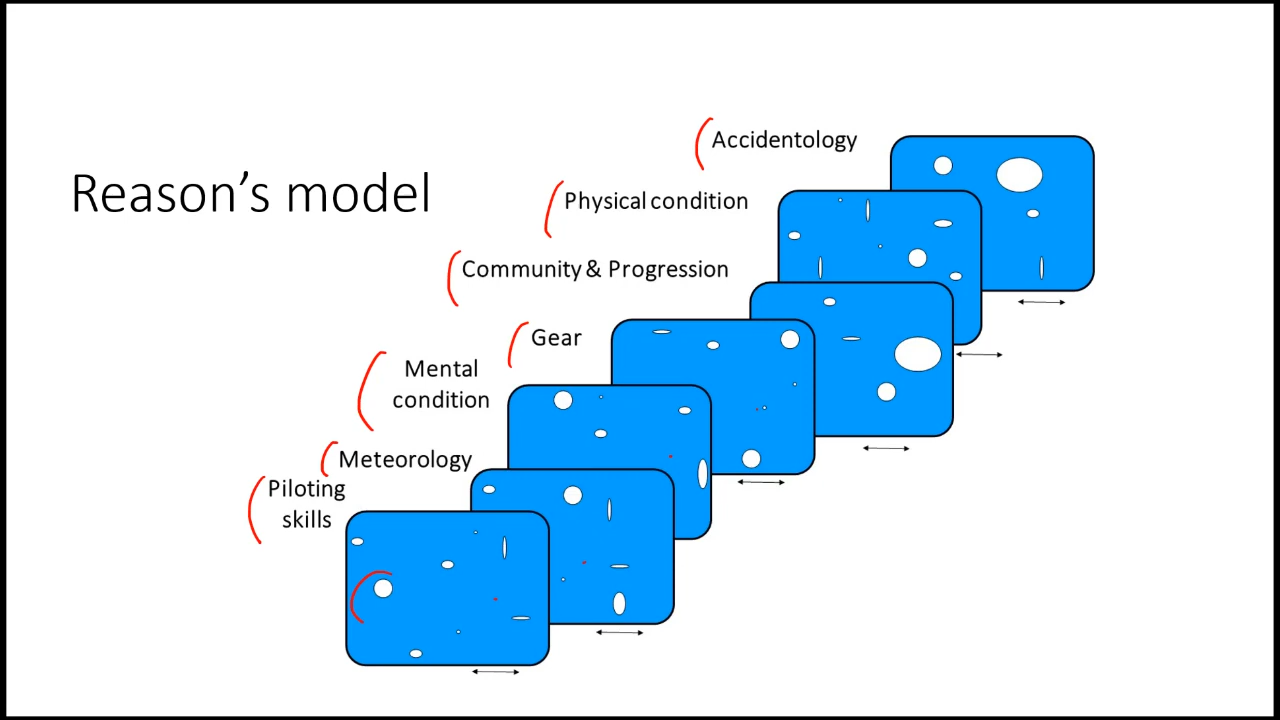 Reason’s model
Accidentology
Physical condition
Community & Progression
Gear
Mental
condition
Meteorology
Piloting
skills